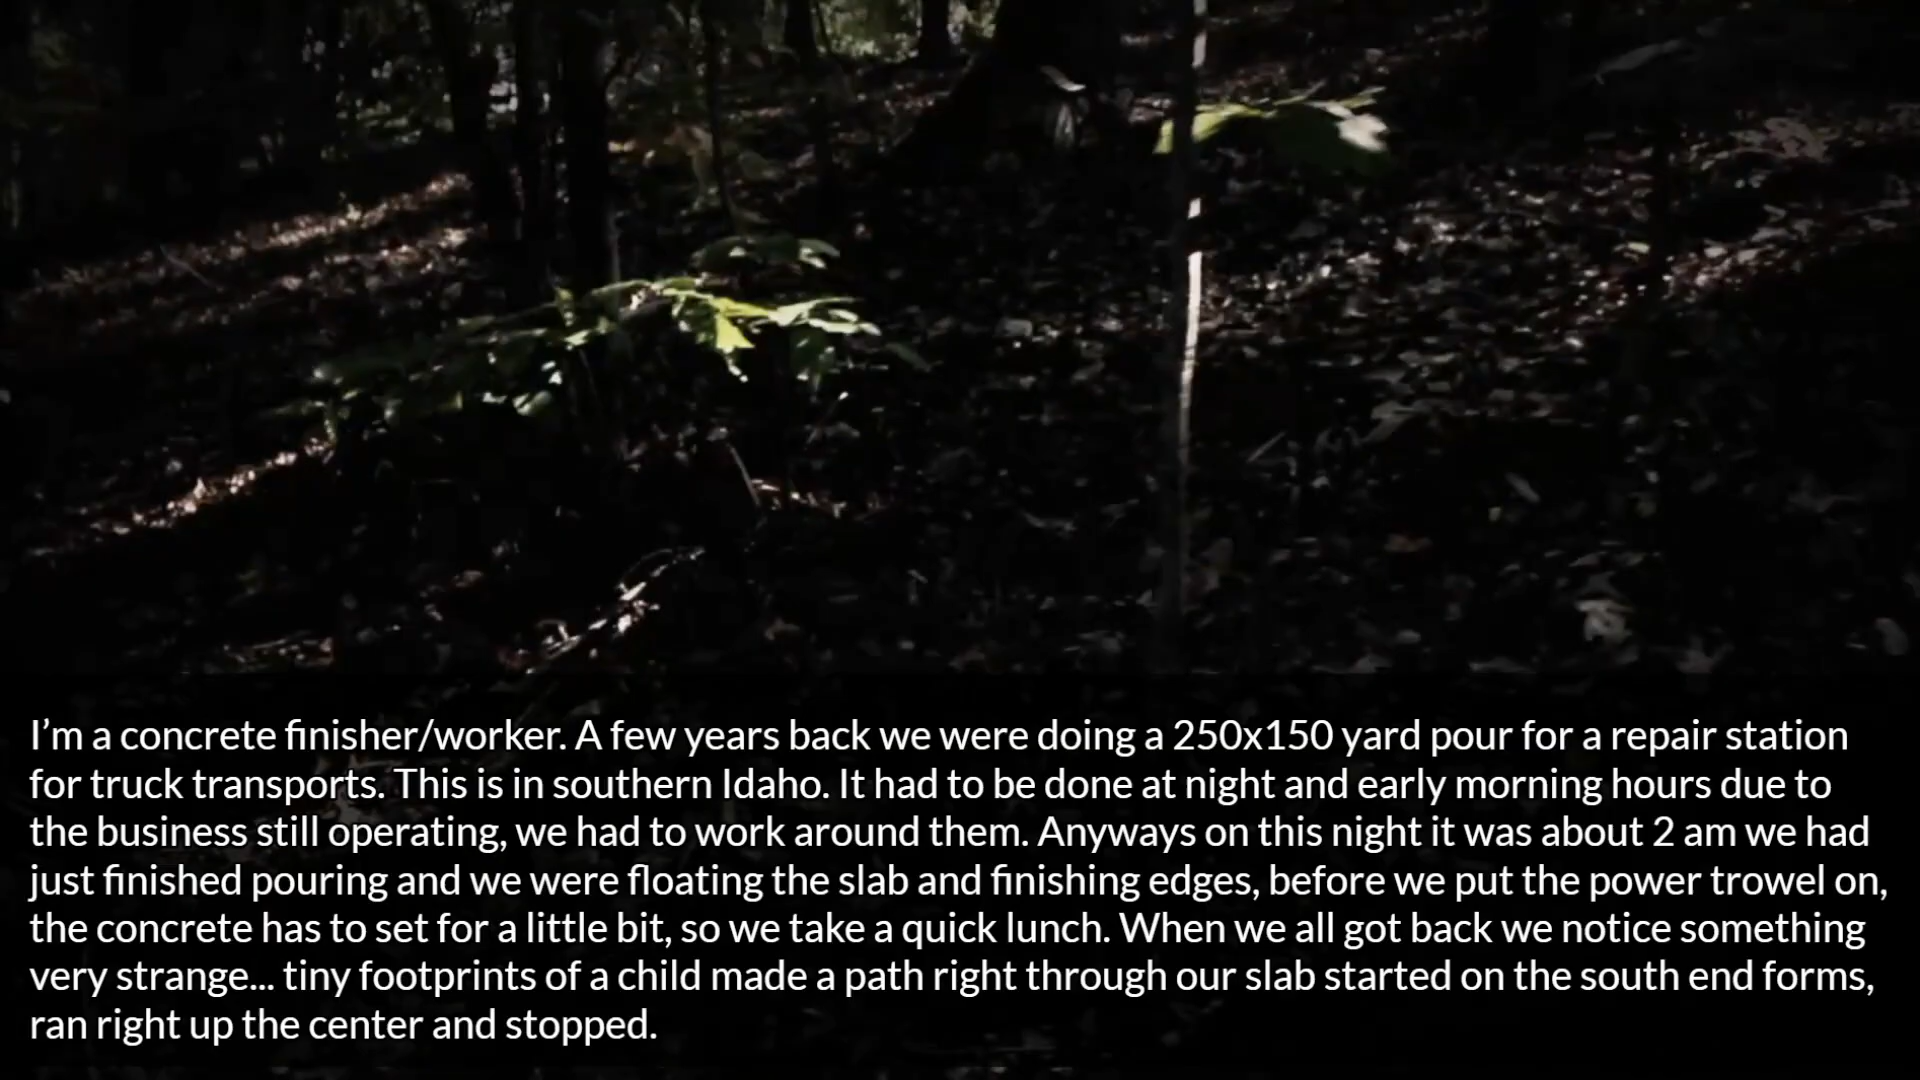 I’m a concrete finisher/worker. A few years back we were doing a 250x150 yard pour for a repair station
for truck transports. This is in southern Idaho. It had to be done at night and early morning hours due to
the business still operating, we had to work around them. Anyways on this night it was about 2 am we had
just finished pouring and we were floating the slab and finishing edges, before we put the power trowel on,
the concrete has to set for a little bit, so we take a quick lunch. When we all got back we notice something
very strange... tiny footprints of a child made a path right through our slab started on the south end forms,
ran right up the center and stopped.